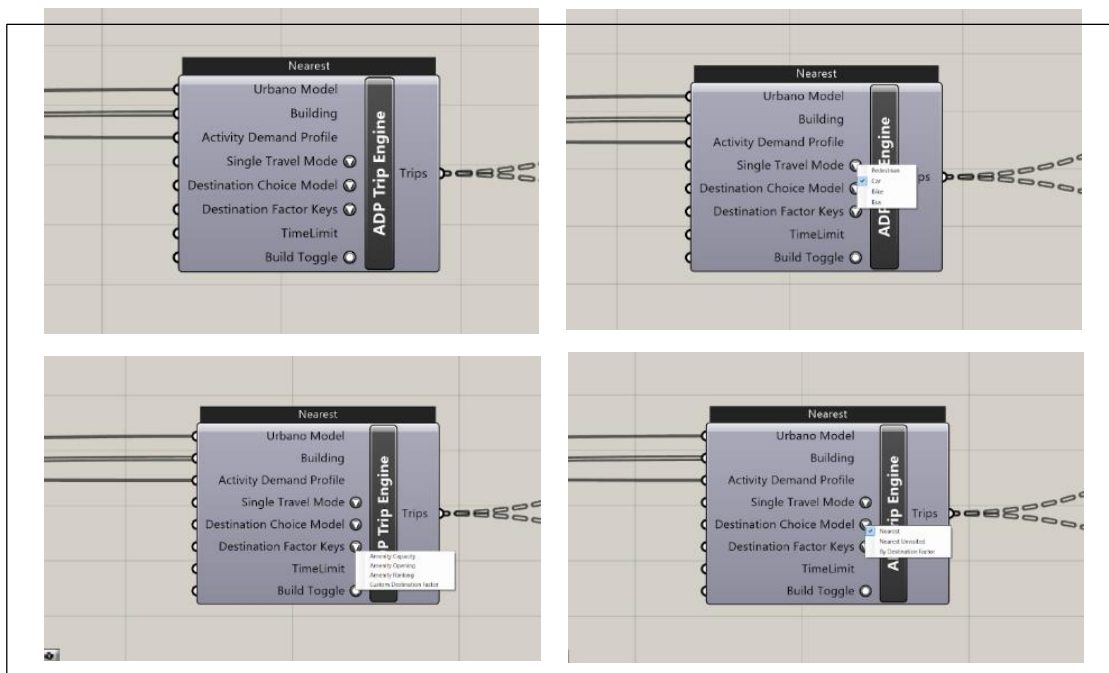 Nearest
Urbano Model
Building
Activity Demand Profile
Single Travel Mode
Destination Choice Model
Destination Factor Keys
TimeLimit
Build Toggle
ADP Trip Engine
Trips
Nearest
Urbano Model
Building
Activity Demand Profile
Single Travel Mode
Destination Choice Model
Destination Factor Keys
TimeLimit
Build Toggle
ADP
Engine
ps
Pedestrian
Car
Bike
Bus
Nearest
Urbano Model
Building
Activity Demand Profile
Single Travel Mode
Destination Choice Model
Destination Factor Keys
TimeLimit
Build Toggle
P Trip Engine
Trips
Amenity Capacity
Amenity Opening
Amenity Ranking
Custom Destination Factor
Nearest
Urbano Model
Building
Activity Demand Profile
Single Travel Mode
Destination Choice Model
Destination Factor Keys
TimeLimit
Build Toggle
A
rip Engine
Trips
Nearest
Nearest Unvisited
By Destination Factor